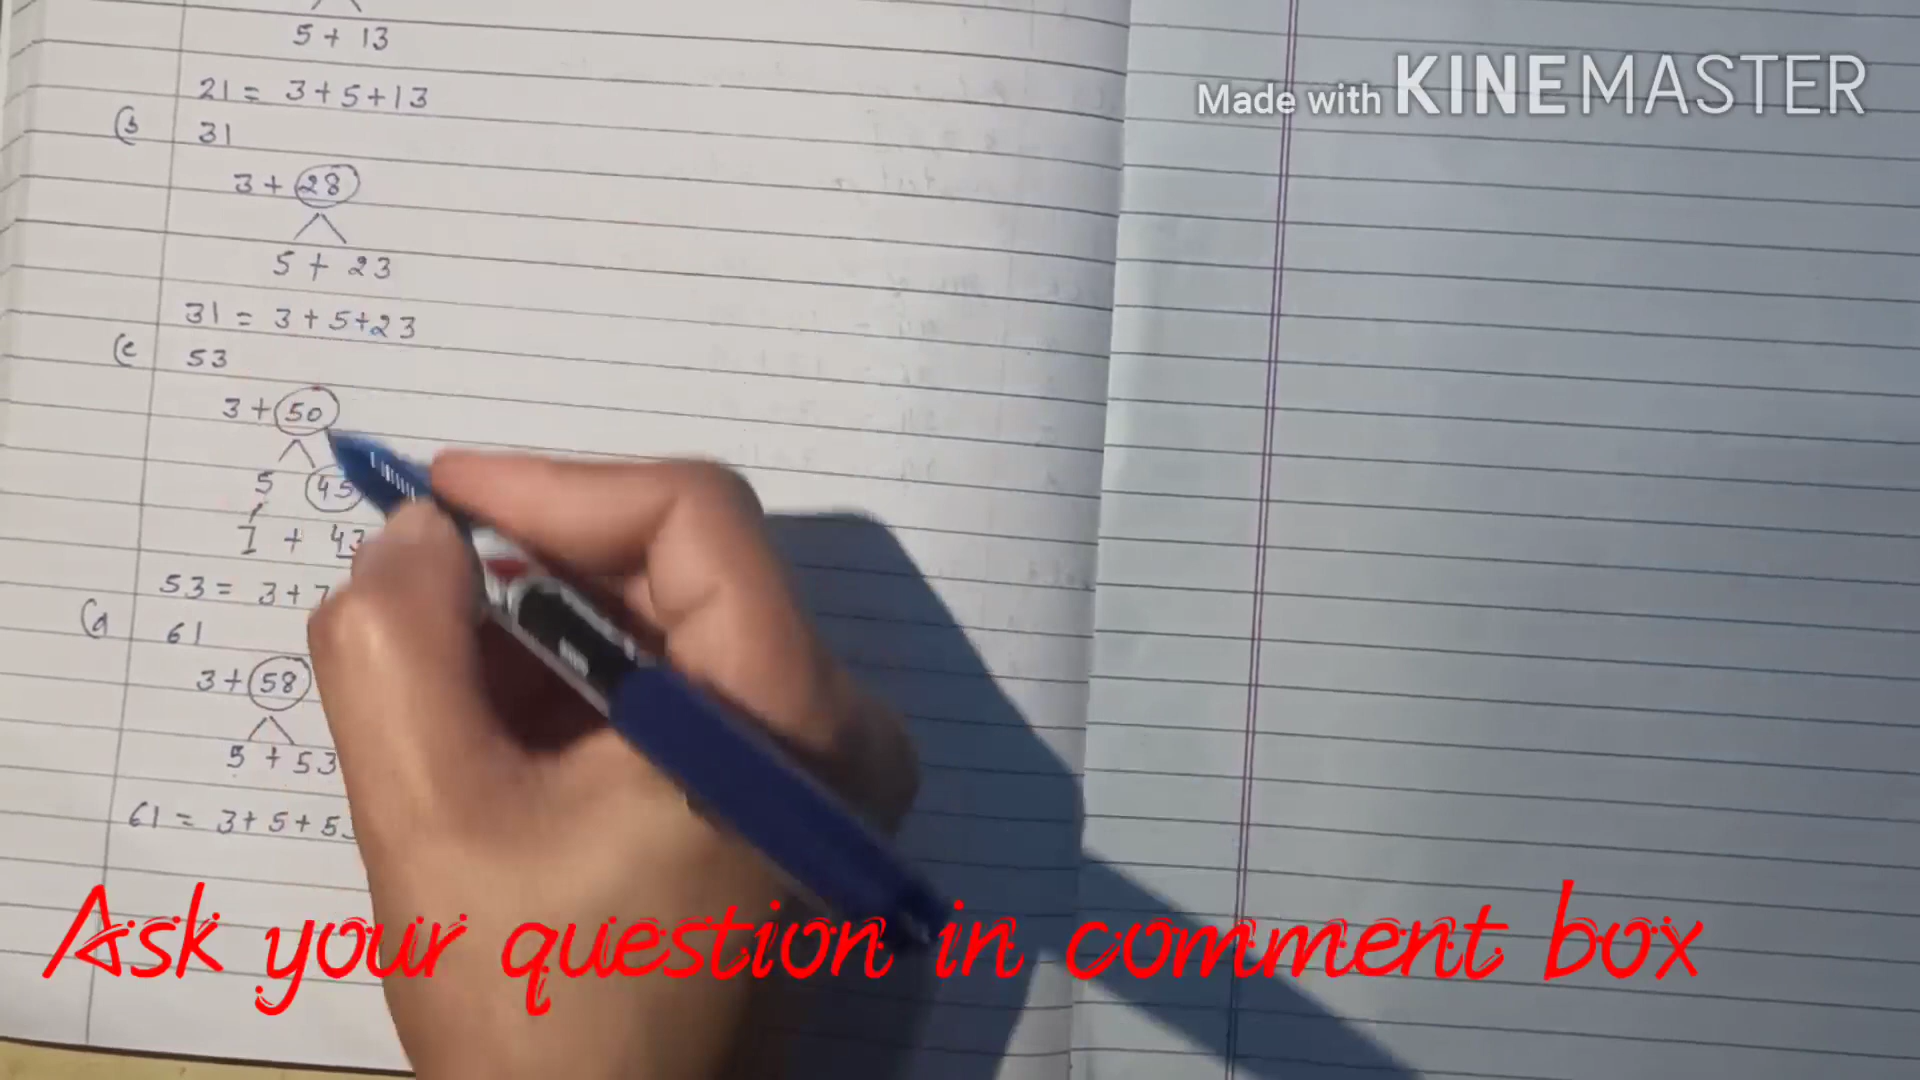 5 + 13
21 = 3+5+13
(b 31
3 + 28
5 + 23
31 = 3+5+23
(c 53
3 + 50
5 45
7 + 43
53 = 3+7
(d 61
3 + 58
5 + 53
61 = 3+5+53
Made with KINEMASTER
Ask your question in comment box